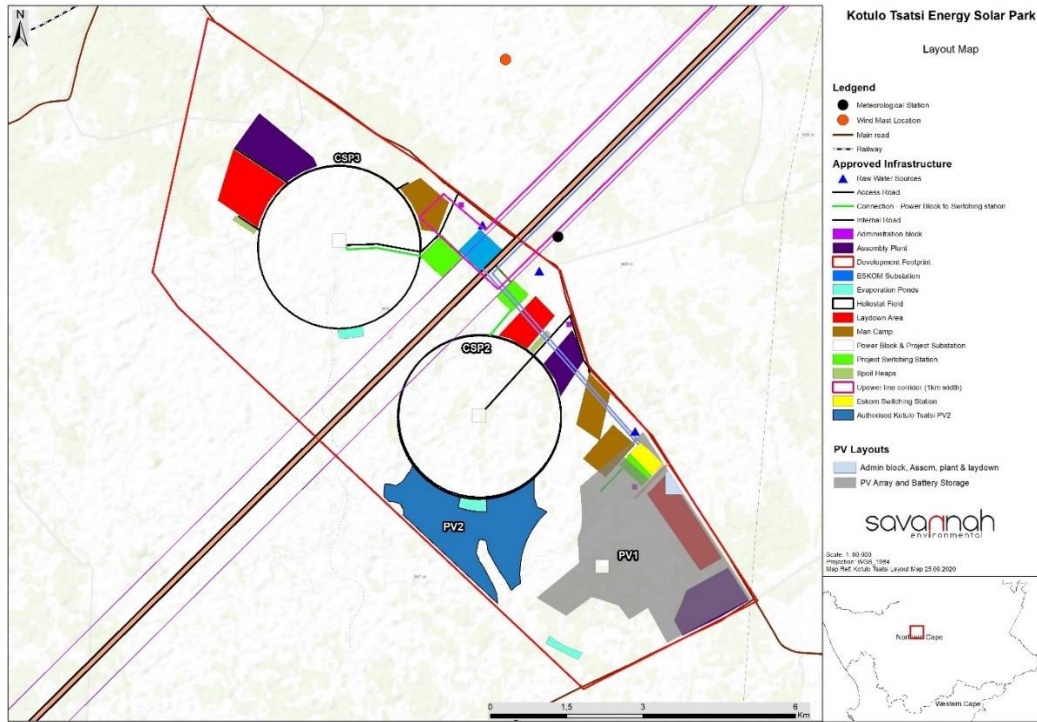 N
CSP3
CSP2
PV2
PV1
0
1,5
3
6
Km
Kotulo Tsatsi Energy Solar Park
Layout Map
Ledgend
Meteorological Station
Wind Mast Location
Main road
Railway
Approved Infrastructure
Raw Water Sources
Access Road
Connection - Power Block to Switching station
Internal Road
Administration block
Assembly Plant
Development Footprint
ESKOM Substation
Evaporation Ponds
Heliostat Field
Laydown Area
Man Camp
Power Block & Project Substation
Project Switching Station
Spoil Heaps
Upower line corridor (1km width)
Eskom Switching Station
Authorised Kotulo Tsatsi PV2
PV Layouts
Admin block, Assem. plant & laydown
PV Array and Battery Storage
savannah
environmental
Scale: 1: 60 000
Projection: WGS_1984
Map Ref: Kotulo Tsatsi Layout Map 25.06.2020
Northern Cape
Western Cape